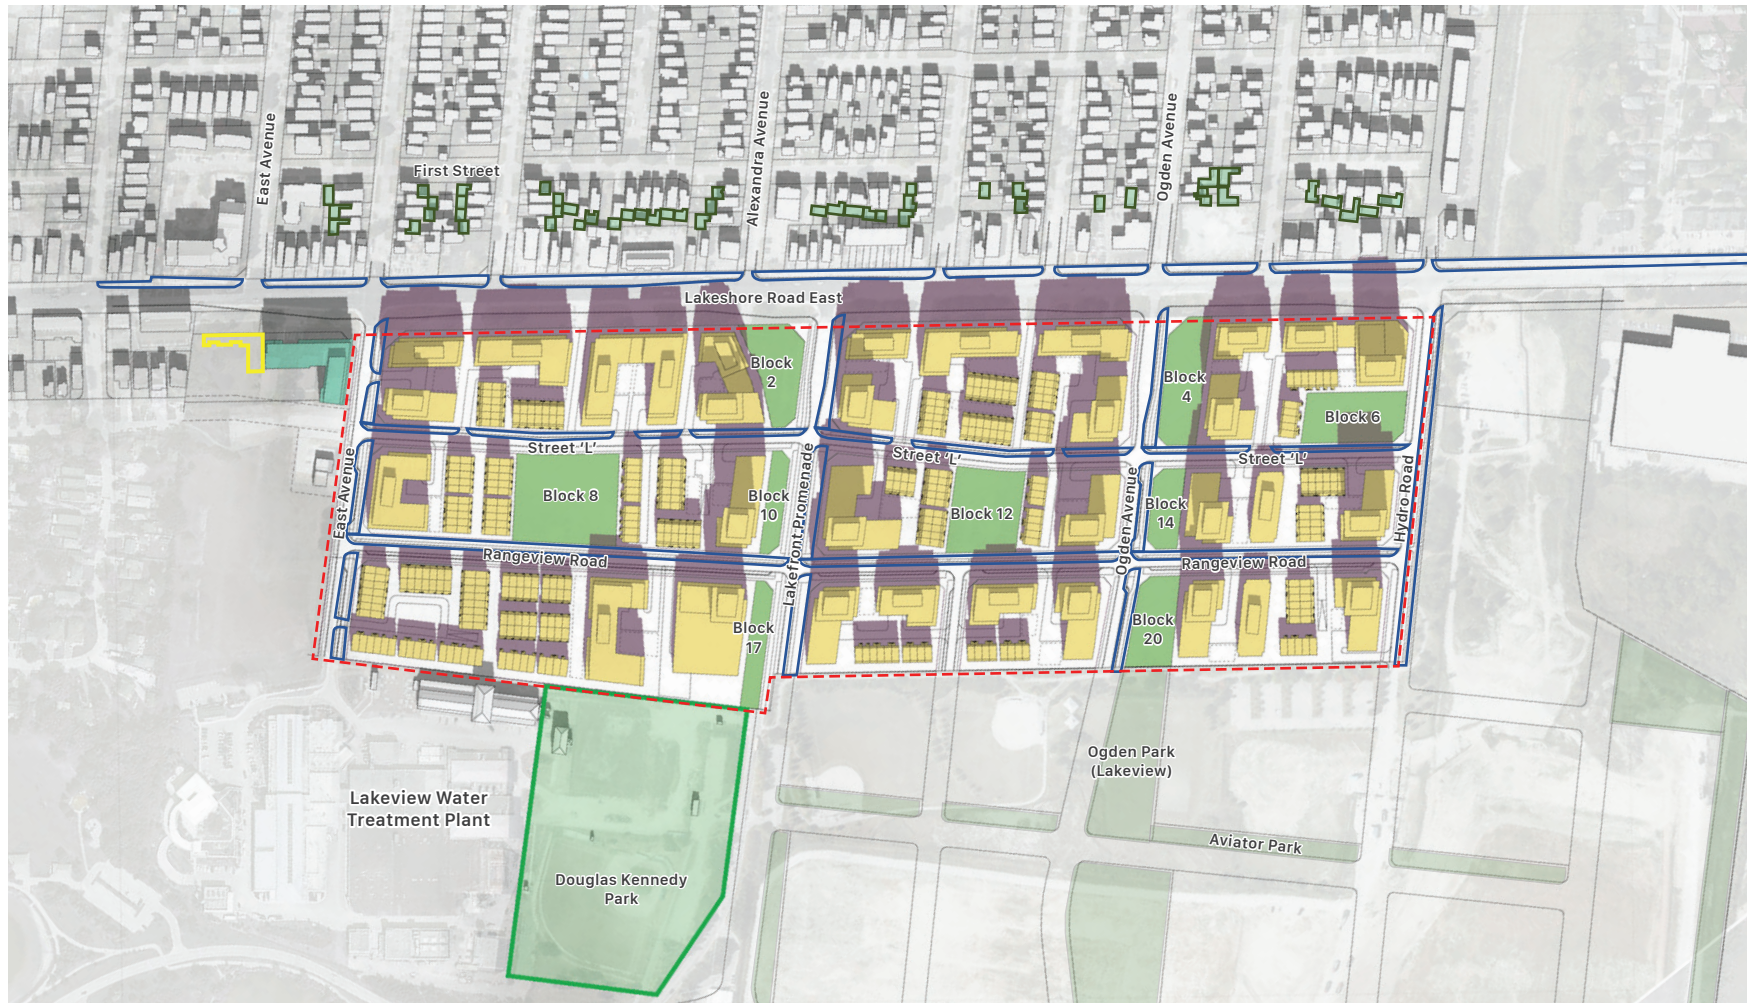 East Avenue
First Street
Alexandra Avenue
Ogden Avenue
Lakeshore Road East
Block
2
Block
4
Block 6
Street ‘L’
Street ‘L’
Street ‘L’
East Avenue
Block 8
Block
10
Lakefront Promenade
Block 12
Ogden Avenue
Block
14
Hydro Road
Rangeview Road
Rangeview Road
Block
17
Block
20
Ogden Park
(Lakeview)
Lakeview Water
Treatment Plant
Aviator Park
Douglas Kennedy
Park